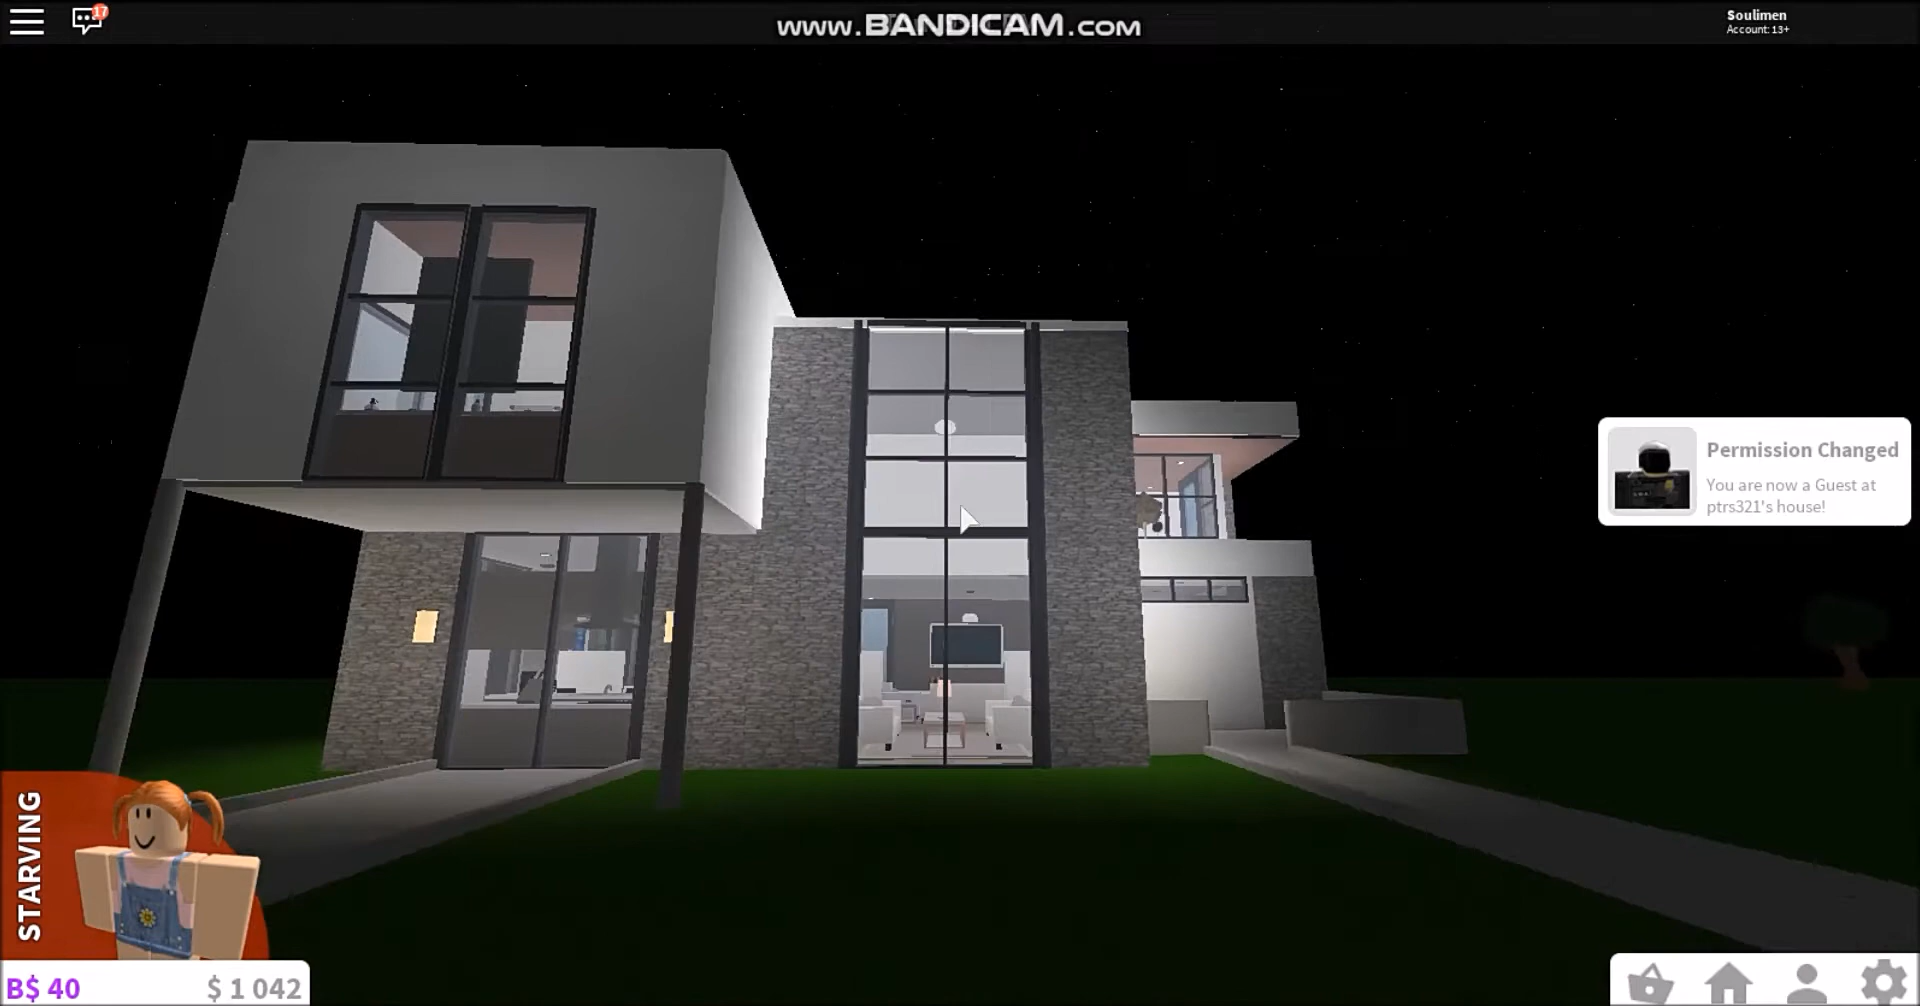 17
www.BANDICAM.com
Soulimen
Account: 13+
Permission Changed
You are now a Guest at
ptrs321's house!
STARVING
B$ 40
$ 1 042